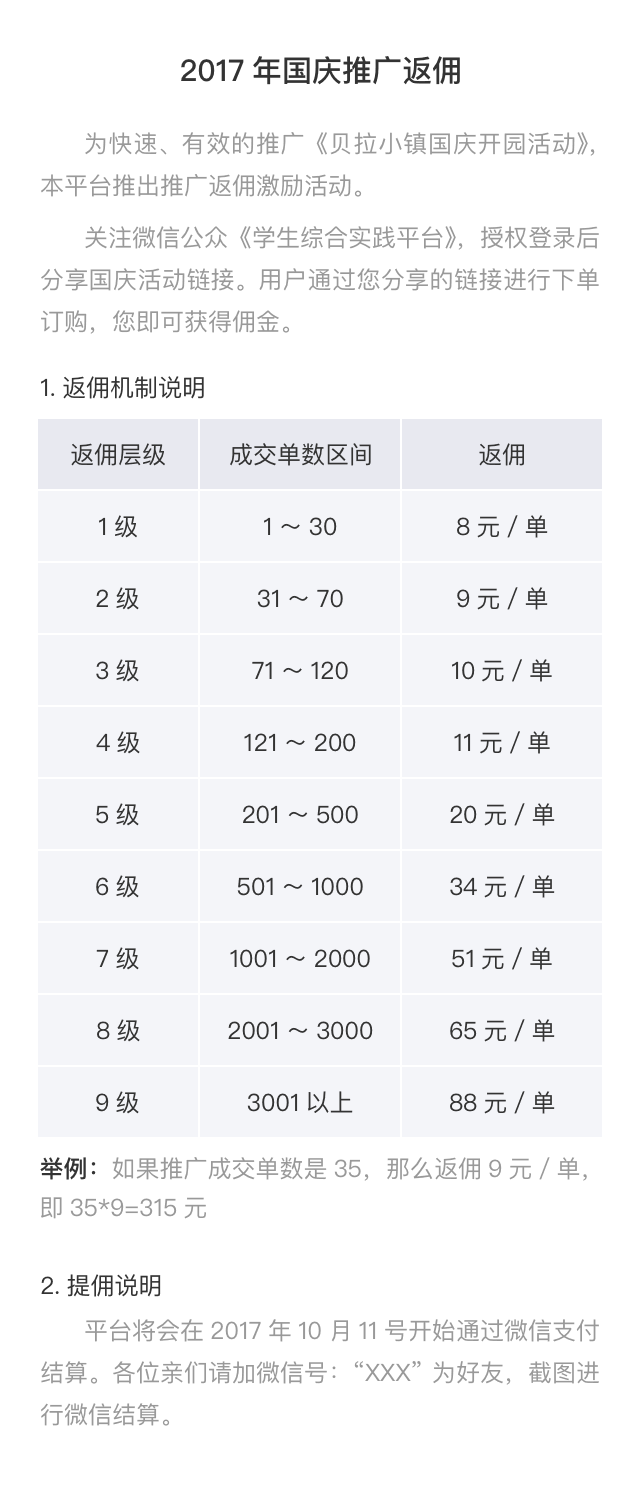 2017 年国庆推广返佣
为快速、有效的推广《贝拉小镇国庆开园活动》，
本平台推出推广返佣激励活动。
关注微信公众《学生综合实践平台》，授权登录后
分享国庆活动链接。用户通过您分享的链接进行下单
订购，您即可获得佣金。
1. 返佣机制说明
返佣层级 成交单数区间 返佣
1 级 1 ～ 30 8 元 / 单
2 级 31 ～ 70 9 元 / 单
3 级 71 ～ 120 10 元 / 单
4 级 121 ～ 200 11 元 / 单
5 级 201 ～ 500 20 元 / 单
6 级 501 ～ 1000 34 元 / 单
7 级 1001 ～ 2000 51 元 / 单
8 级 2001 ～ 3000 65 元 / 单
9 级 3001 以上 88 元 / 单
举例：如果推广成交单数是 35，那么返佣 9 元 / 单，
即 35*9=315 元
2. 提佣说明
平台将会在 2017 年 10 月 11 号开始通过微信支付
结算。各位亲们请加微信号：“XXX”为好友，截图进
行微信结算。